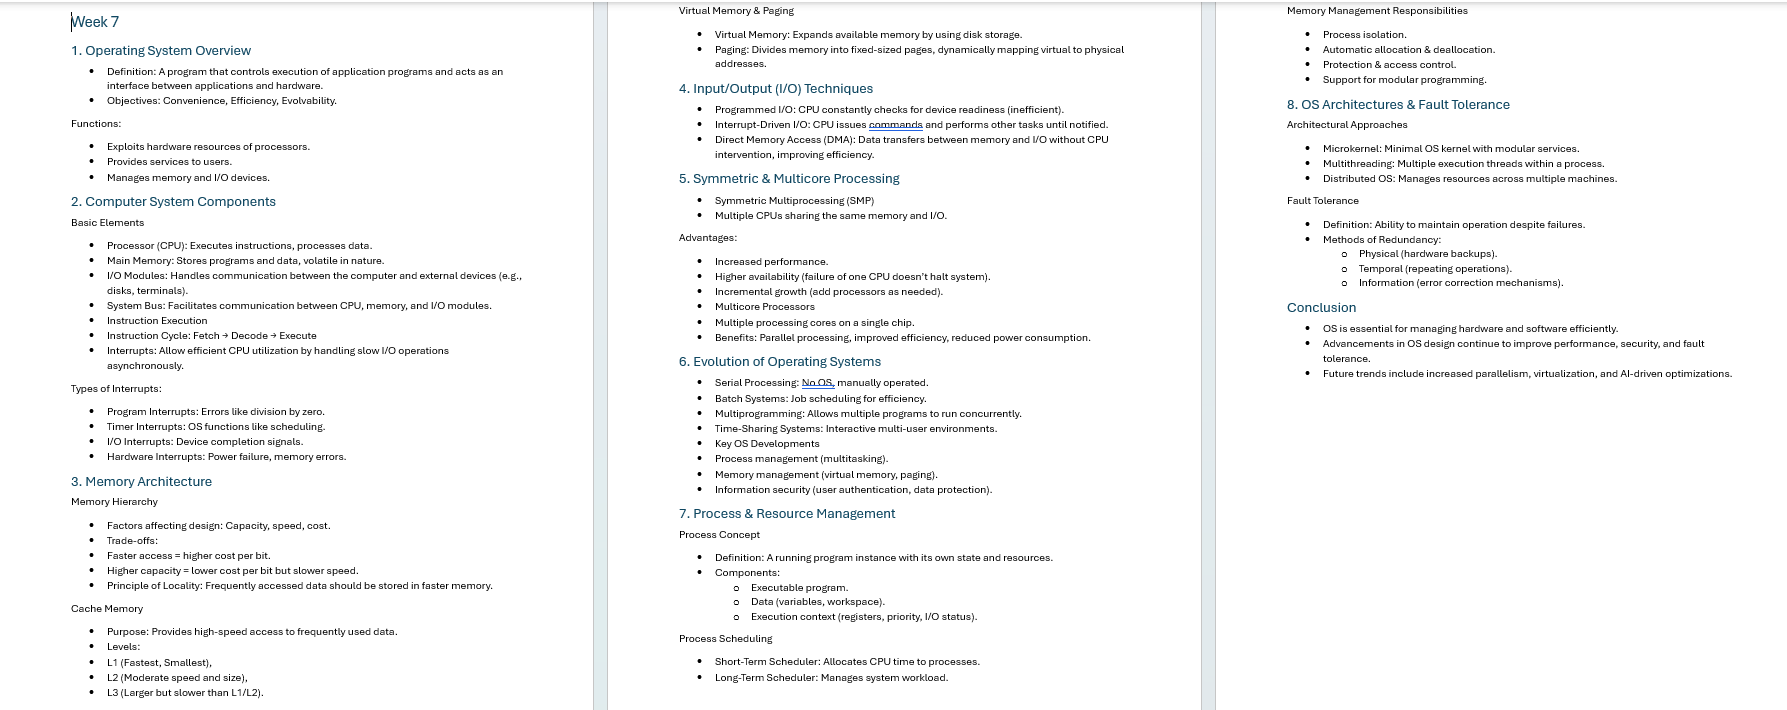 Week 7
1. Operating System Overview
• Definition: A program that controls execution of application programs and acts as an
interface between applications and hardware.
• Objectives: Convenience, Efficiency, Evolvability.
Functions:
• Exploits hardware resources of processors.
• Provides services to users.
• Manages memory and I/O devices.
2. Computer System Components
Basic Elements
• Processor (CPU): Executes instructions, processes data.
• Main Memory: Stores programs and data, volatile in nature.
• I/O Modules: Handles communication between the computer and external devices (e.g.,
disks, terminals).
• System Bus: Facilitates communication between CPU, memory, and I/O modules.
• Instruction Execution
• Instruction Cycle: Fetch → Decode → Execute
• Interrupts: Allow efficient CPU utilization by handling slow I/O operations
asynchronously.
Types of Interrupts:
• Program Interrupts: Errors like division by zero.
• Timer Interrupts: OS functions like scheduling.
• I/O Interrupts: Device completion signals.
• Hardware Interrupts: Power failure, memory errors.
3. Memory Architecture
Memory Hierarchy
• Factors affecting design: Capacity, speed, cost.
• Trade-offs:
• Faster access = higher cost per bit.
• Higher capacity = lower cost per bit but slower speed.
• Principle of Locality: Frequently accessed data should be stored in faster memory.
Cache Memory
• Purpose: Provides high-speed access to frequently used data.
• Levels:
• L1 (Fastest, Smallest),
• L2 (Moderate speed and size),
• L3 (Larger but slower than L1/L2).
Virtual Memory & Paging
• Virtual Memory: Expands available memory by using disk storage.
• Paging: Divides memory into fixed-sized pages, dynamically mapping virtual to physical
addresses.
4. Input/Output (I/O) Techniques
• Programmed I/O: CPU constantly checks for device readiness (inefficient).
• Interrupt-Driven I/O: CPU issues commands and performs other tasks until notified.
• Direct Memory Access (DMA): Data transfers between memory and I/O without CPU
intervention, improving efficiency.
5. Symmetric & Multicore Processing
• Symmetric Multiprocessing (SMP)
• Multiple CPUs sharing the same memory and I/O.
Advantages:
• Increased performance.
• Higher availability (failure of one CPU doesn't halt system).
• Incremental growth (add processors as needed).
• Multicore Processors
• Multiple processing cores on a single chip.
• Benefits: Parallel processing, improved efficiency, reduced power consumption.
6. Evolution of Operating Systems
• Serial Processing: No OS, manually operated.
• Batch Systems: Job scheduling for efficiency.
• Multiprogramming: Allows multiple programs to run concurrently.
• Time-Sharing Systems: Interactive multi-user environments.
• Key OS Developments
• Process management (multitasking).
• Memory management (virtual memory, paging).
• Information security (user authentication, data protection).
7. Process & Resource Management
Process Concept
• Definition: A running program instance with its own state and resources.
• Components:
o Executable program.
o Data (variables, workspace).
o Execution context (registers, priority, I/O status).
Process Scheduling
• Short-Term Scheduler: Allocates CPU time to processes.
• Long-Term Scheduler: Manages system workload.
Memory Management Responsibilities
• Process isolation.
• Automatic allocation & deallocation.
• Protection & access control.
• Support for modular programming.
8. OS Architectures & Fault Tolerance
Architectural Approaches
• Microkernel: Minimal OS kernel with modular services.
• Multithreading: Multiple execution threads within a process.
• Distributed OS: Manages resources across multiple machines.
Fault Tolerance
• Definition: Ability to maintain operation despite failures.
• Methods of Redundancy:
o Physical (hardware backups).
o Temporal (repeating operations).
o Information (error correction mechanisms).
Conclusion
• OS is essential for managing hardware and software efficiently.
• Advancements in OS design continue to improve performance, security, and fault
tolerance.
• Future trends include increased parallelism, virtualization, and AI-driven optimizations.